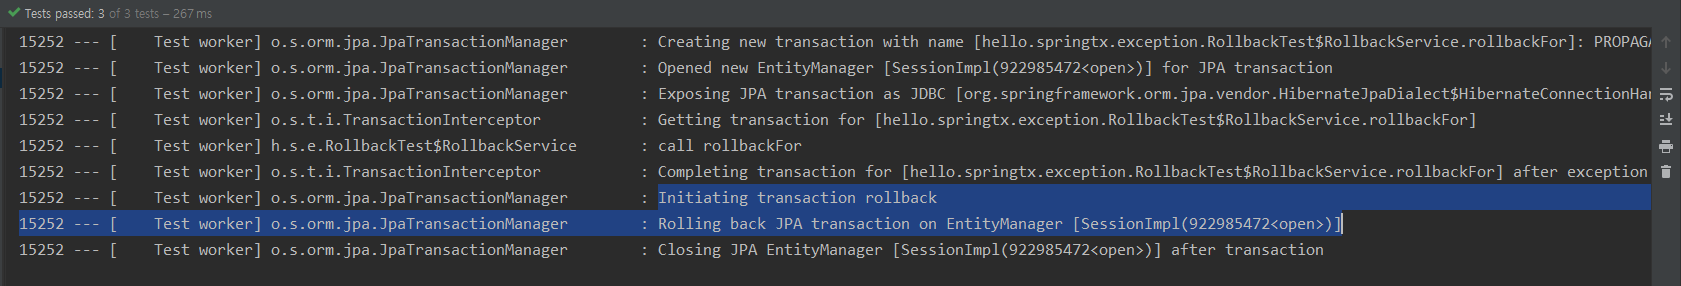 Tests passed: 3 of 3 tests – 267 ms
15252 --- [    Test worker] o.s.orm.jpa.JpaTransactionManager        : Creating new transaction with name [hello.springtx.exception.RollbackTest$RollbackService.rollbackFor]: PROPAGA
15252 --- [    Test worker] o.s.orm.jpa.JpaTransactionManager        : Opened new EntityManager [SessionImpl(922985472<open>)] for JPA transaction
15252 --- [    Test worker] o.s.orm.jpa.JpaTransactionManager        : Exposing JPA transaction as JDBC [org.springframework.orm.jpa.vendor.HibernateJpaDialect$HibernateConnectionHan
15252 --- [    Test worker] o.s.t.i.TransactionInterceptor           : Getting transaction for [hello.springtx.exception.RollbackTest$RollbackService.rollbackFor]
15252 --- [    Test worker] h.s.e.RollbackTest$RollbackService       : call rollbackFor
15252 --- [    Test worker] o.s.t.i.TransactionInterceptor           : Completing transaction for [hello.springtx.exception.RollbackTest$RollbackService.rollbackFor] after exception
15252 --- [    Test worker] o.s.orm.jpa.JpaTransactionManager        : Initiating transaction rollback
15252 --- [    Test worker] o.s.orm.jpa.JpaTransactionManager        : Rolling back JPA transaction on EntityManager [SessionImpl(922985472<open>)]
15252 --- [    Test worker] o.s.orm.jpa.JpaTransactionManager        : Closing JPA EntityManager [SessionImpl(922985472<open>)] after transaction